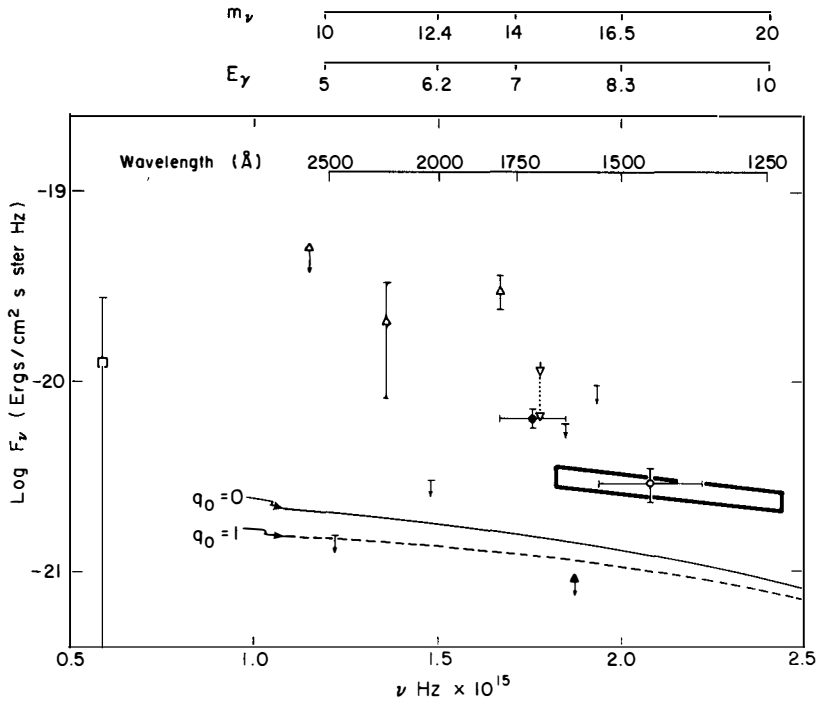 m_ν
10 12.4 14 16.5 20
E_γ
5 6.2 7 8.3 10
Wavelength (Å) 2500 2000 1750 1500 1250
-19
-20
-21
Log F_ν (Ergs/cm² s ster Hz)
q₀=0
q₀=1
0.5 1.0 1.5 2.0 2.5
ν Hz × 10¹⁵